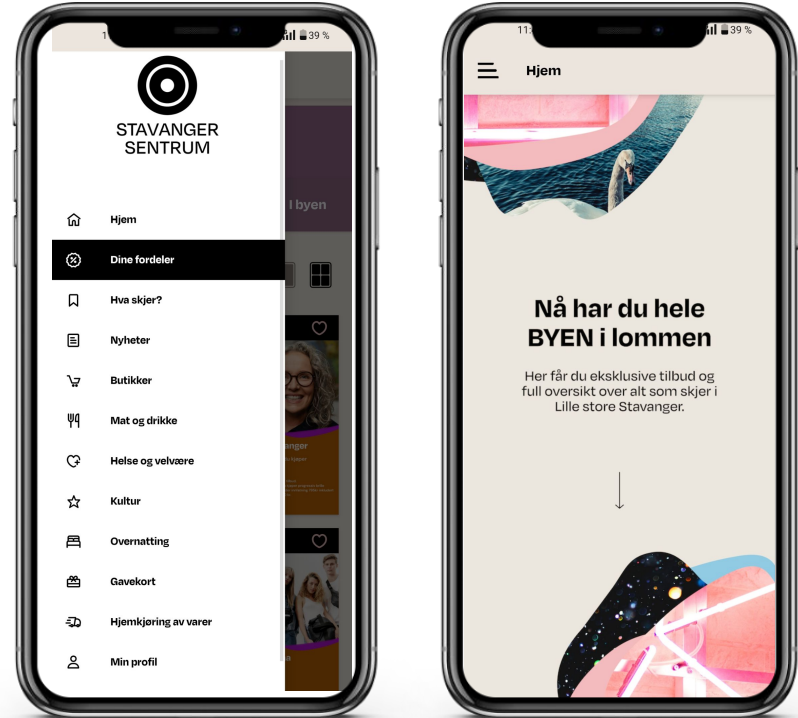 39 %
STAVANGER
SENTRUM
Hjem
Dine fordeler
Hva skjer?
Nyheter
Butikker
Mat og drikke
Helse og velvære
Kultur
Overnatting
Gavekort
Hjemkjøring av varer
Min profil
I byen
anger
39 %
Hjem
Nå har du hele
BYEN i lommen
Her får du eksklusive tilbud og
full oversikt over alt som skjer i
Lille store Stavanger.